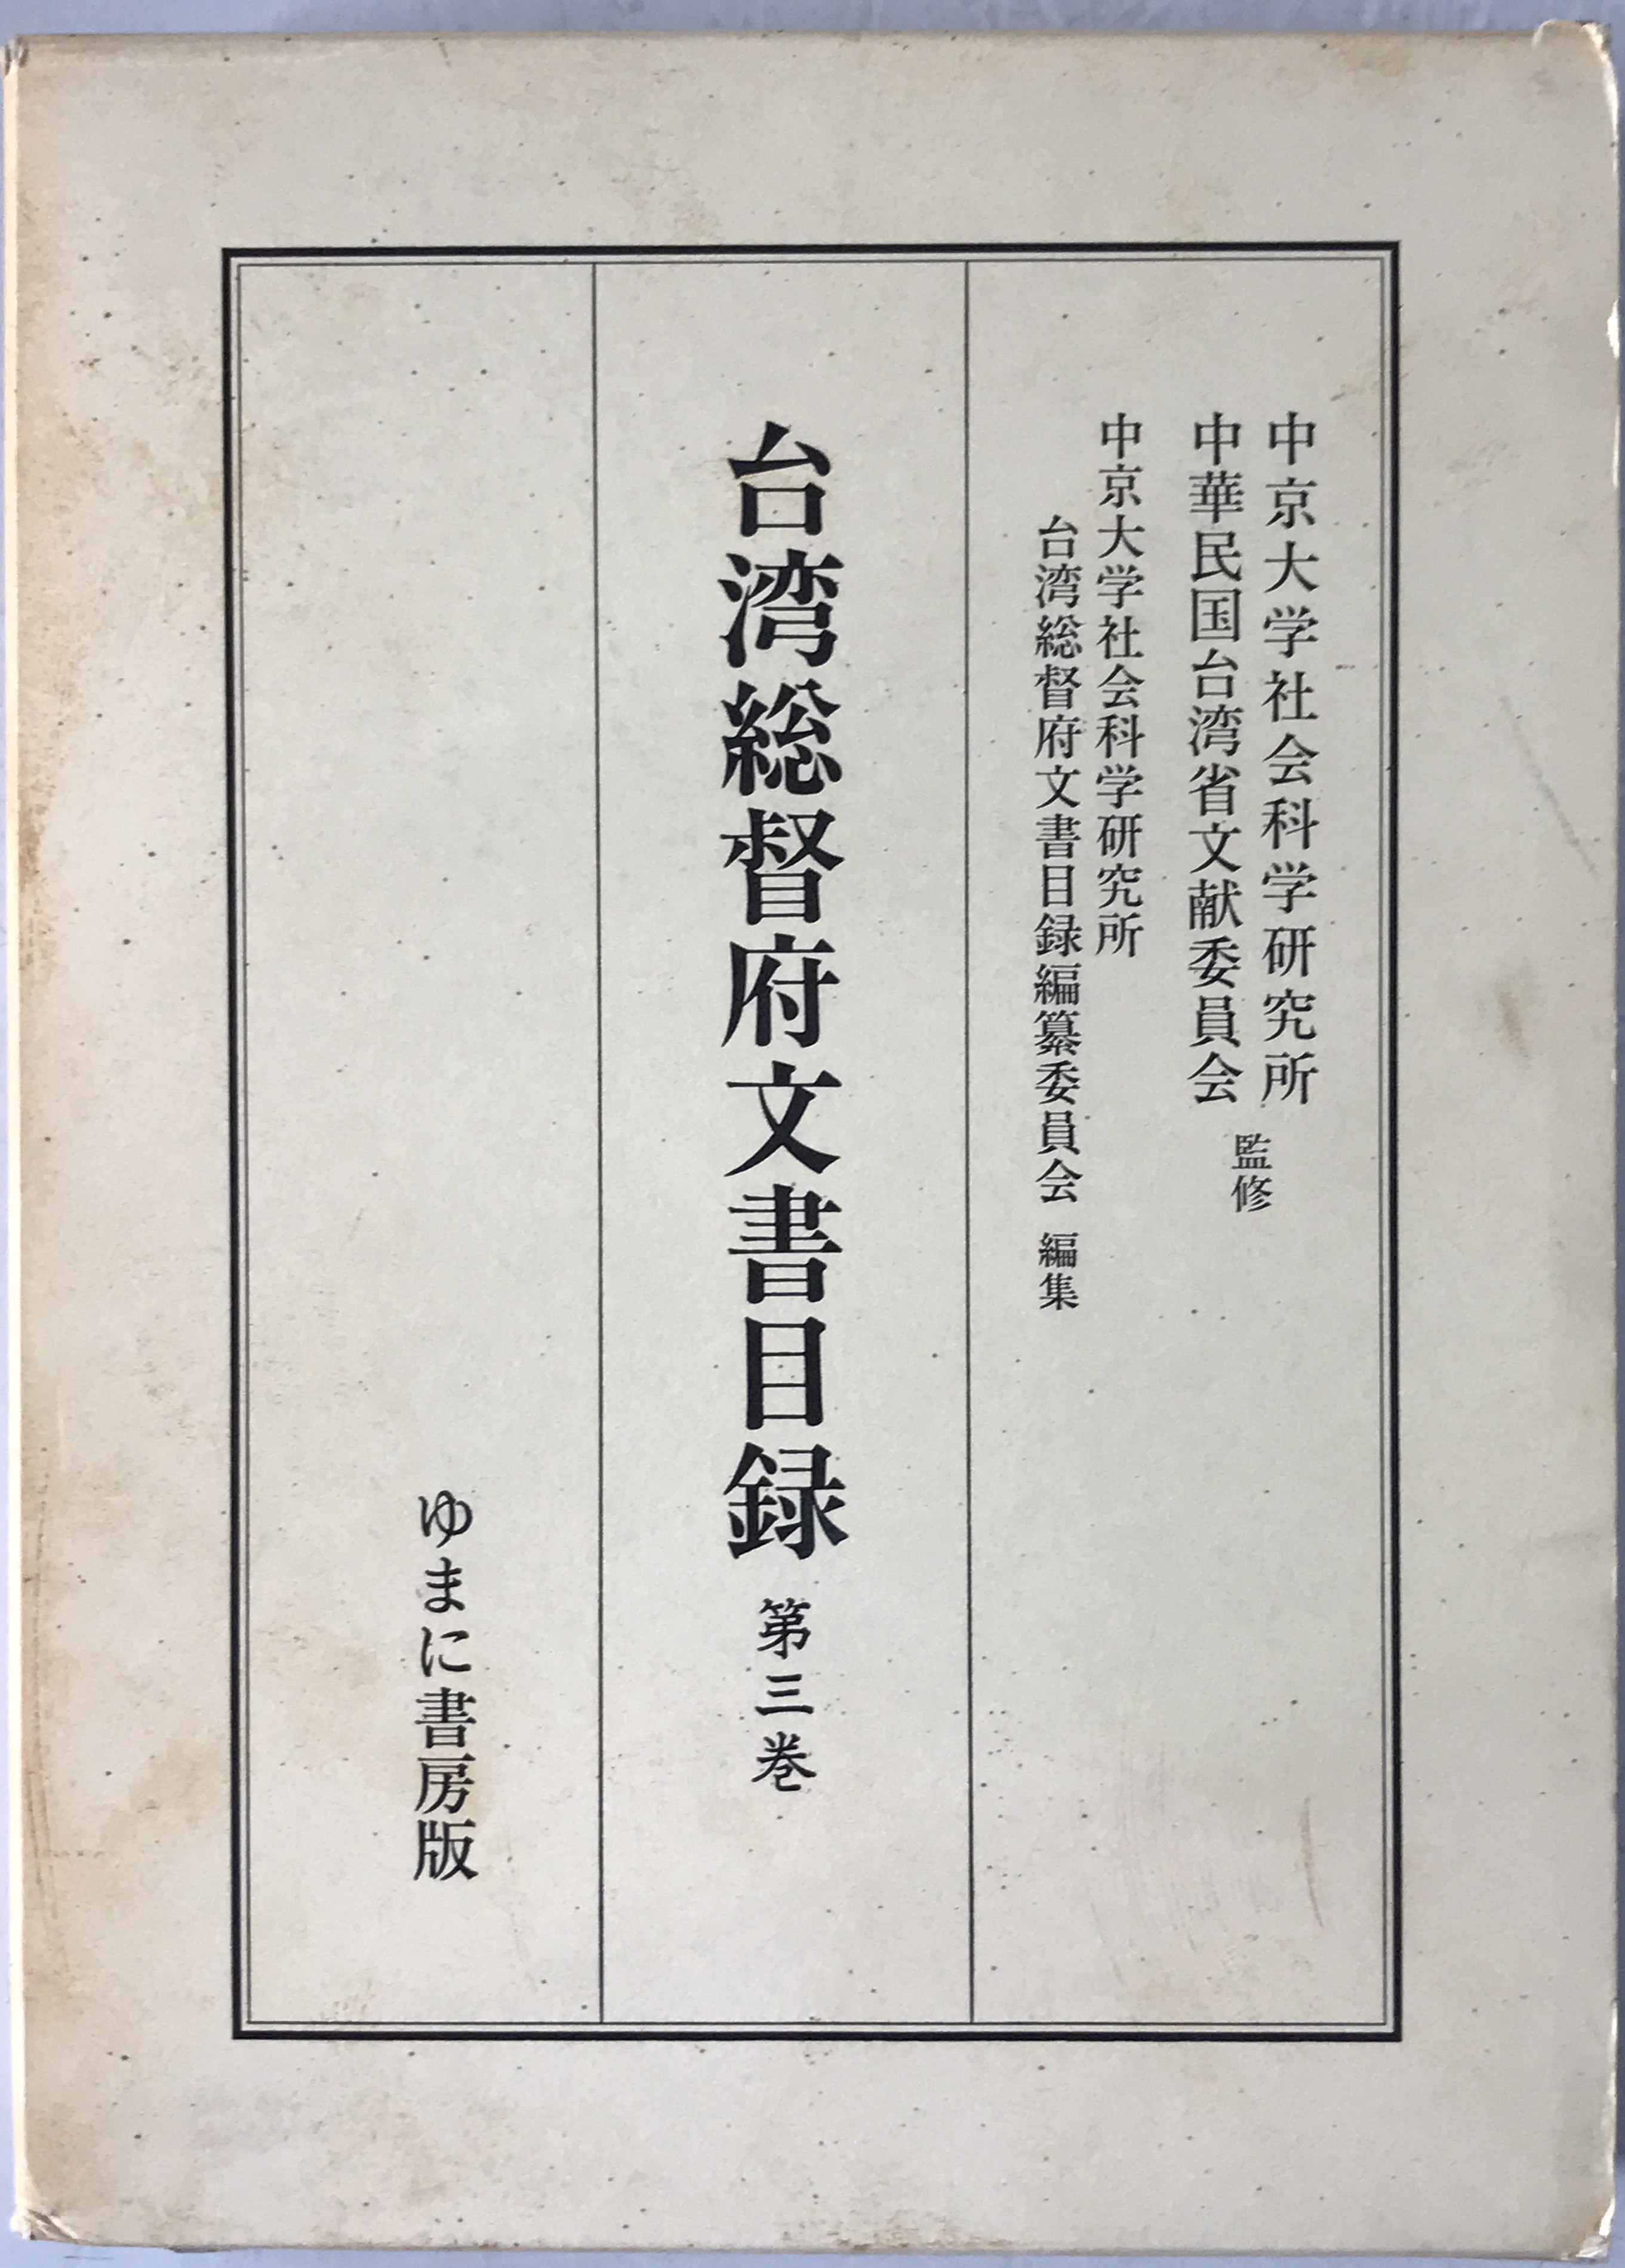 中京大学社会科学研究所
中華民国台湾省文献委員会
監修
中京大学社会科学研究所
台湾総督府文書目録編纂委員会 編集
台湾総督府文書目録 第三巻
ゆまに書房版